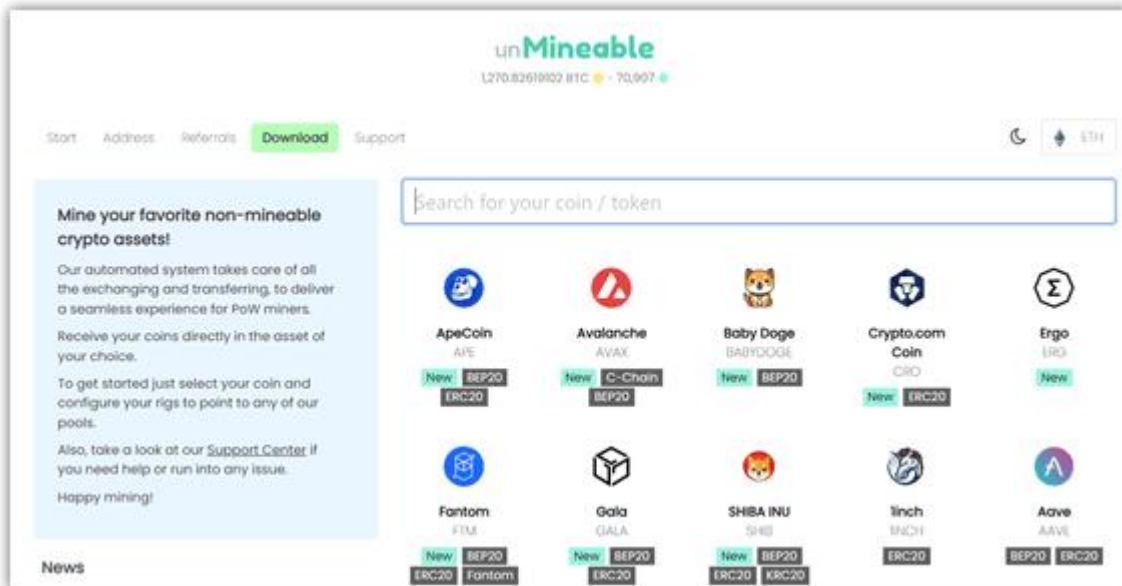 unMineable
1,270.82619102 BTC - 70,907
Start Address Referrals Download Support
ETH
Mine your favorite non-mineable
crypto assets!
Our automated system takes care of all
the exchanging and transferring, to deliver
a seamless experience for PoW miners.
Receive your coins directly in the asset of
your choice.
To get started just select your coin and
configure your rigs to point to any of our
pools.
Also, take a look at our Support Center if
you need help or run into any issue.
Happy mining!
News
Search for your coin / token
ApeCoin
APE
New BEP20
ERC20
Avalanche
AVAX
New C-Chain
BEP20
Baby Doge
BABYDOGE
New BEP20
Crypto.com
Coin
CRO
New ERC20
Ergo
ERG
New
Fantom
FTM
New BEP20
ERC20 Fantom
Gala
GALA
New BEP20
ERC20
SHIBA INU
SHIB
New BEP20
ERC20 KRC20
1inch
1INCH
ERC20
Aave
AAVE
BEP20 ERC20